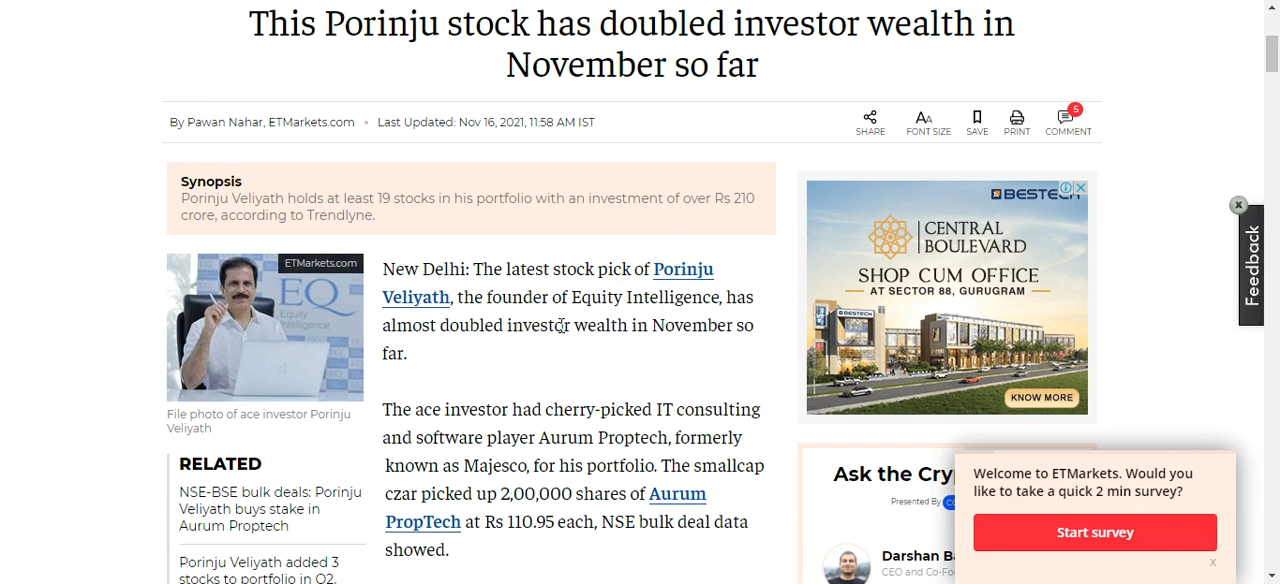 This Porinju stock has doubled investor wealth in
November so far
By Pawan Nahar, ETMarkets.com • Last Updated: Nov 16, 2021, 11:58 AM IST
SHARE
FONT SIZE
SAVE
PRINT
5
COMMENT
Synopsis
Porinju Veliyath holds at least 19 stocks in his portfolio with an investment of over Rs 210
crore, according to Trendlyne.
ETMarkets.com
EQ
Equity
Intelligence
File photo of ace investor Porinju
Veliyath
RELATED
NSE-BSE bulk deals: Porinju
Veliyath buys stake in
Aurum Proptech
Porinju Veliyath added 3
stocks to portfolio in Q2.
New Delhi: The latest stock pick of Porinju
Veliyath, the founder of Equity Intelligence, has
almost doubled investor wealth in November so
far.
The ace investor had cherry-picked IT consulting
and software player Aurum Proptech, formerly
known as Majesco, for his portfolio. The smallcap
czar picked up 2,00,000 shares of Aurum
PropTech at Rs 110.95 each, NSE bulk deal data
showed.
BESTECH
CENTRAL
BOULEVARD
SHOP CUM OFFICE
AT SECTOR 88, GURUGRAM
BESTECH
KNOW MORE
Ask the Cry
Presented By
Darshan Ba
CEO and Co-Fo
Feedback
Welcome to ETMarkets. Would you
like to take a quick 2 min survey?
Start survey
x